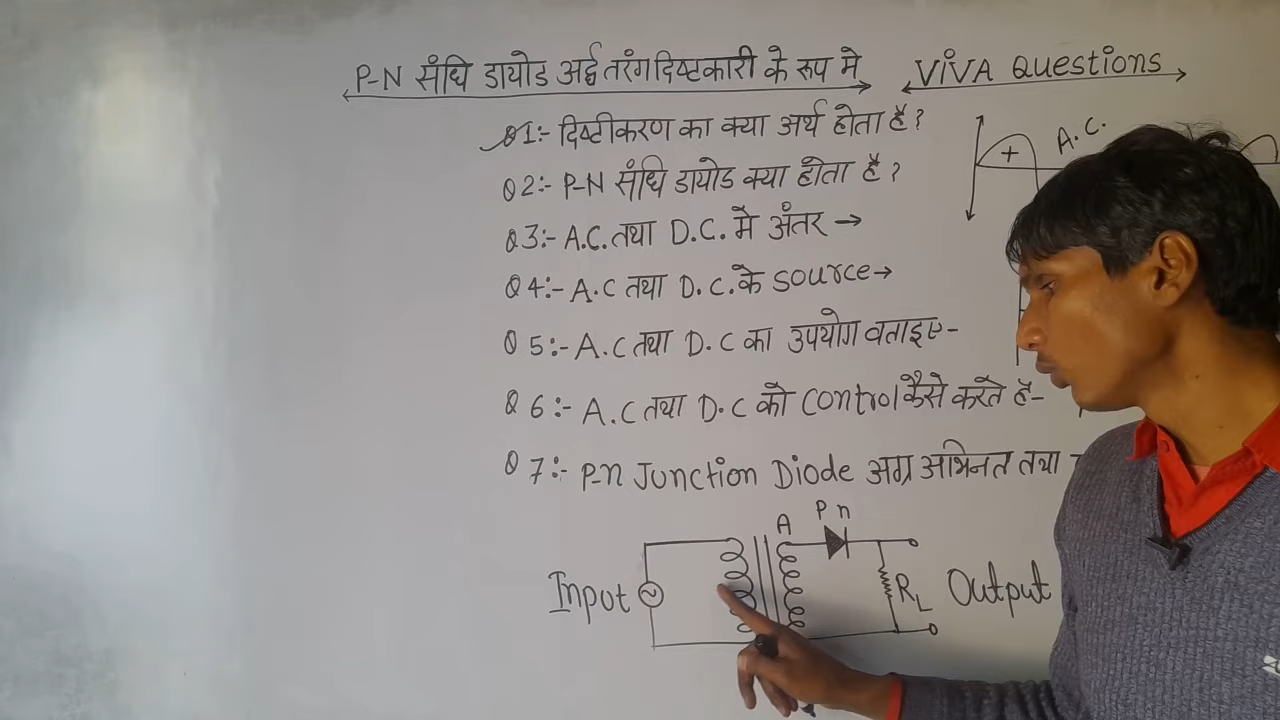 P-N संधि डायोड अर्द्ध तरंग दिष्टकारी के रूप मे
VIVA Questions
Q1:- दिष्टीकरण का क्या अर्थ होता है?
Q2:- P-N संधि डायोड क्या होता है?
Q3:- A.C. तथा D.C. मे अंतर →
Q4:- A.C तथा D.C. के source→
Q5:- A.C तथा D.C का उपयोग वताइए-
Q6:- A.C तथा D.C को Control कैसे करते है-
Q7:- P-n Junction Diode अग्र अभिनत तथा
+ A.C.
Input
A
P n
RL
Output